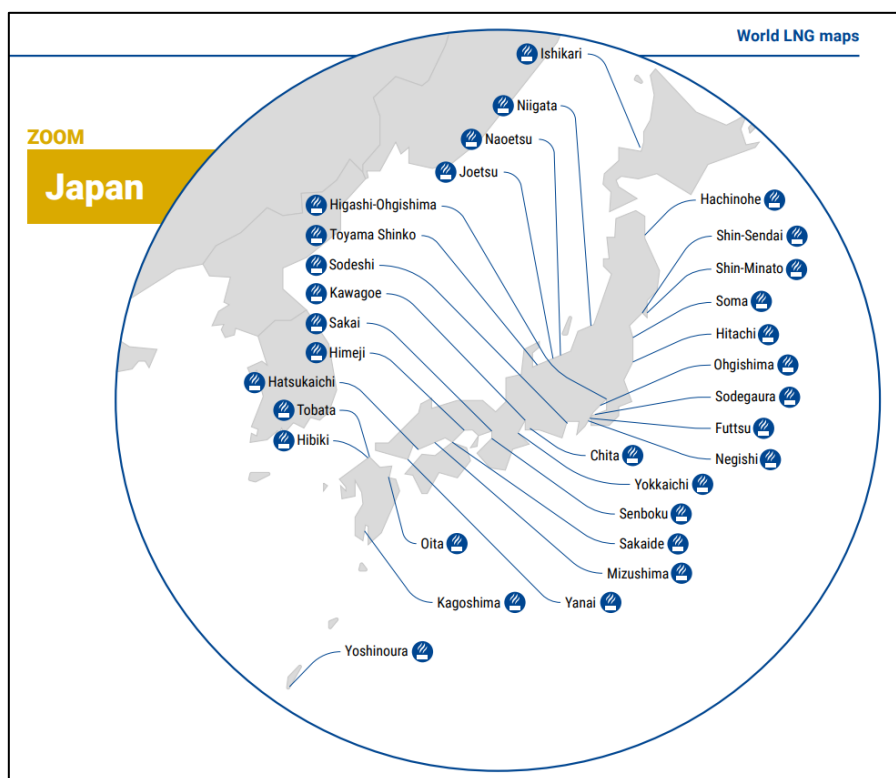 World LNG maps
ZOOM
Japan
Ishikari
Niigata
Naoetsu
Joetsu
Higashi-Ohgishima
Toyama Shinko
Sodeshi
Kawagoe
Sakai
Himeji
Hatsukaichi
Tobata
Hibiki
Hachinohe
Shin-Sendai
Shin-Minato
Soma
Hitachi
Ohgishima
Sodegaura
Futtsu
Negishi
Chita
Yokkaichi
Senboku
Sakaide
Mizushima
Yanai
Oita
Kagoshima
Yoshinoura